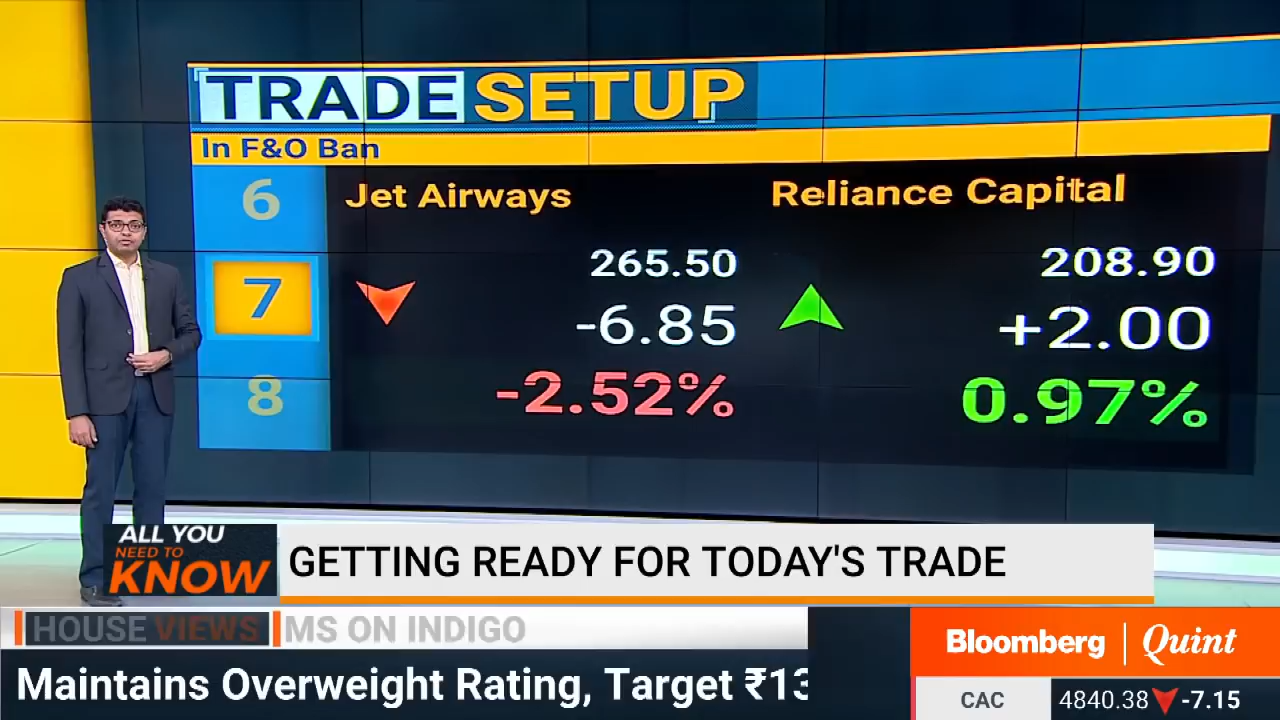 TRADE SETUP
In F&O Ban
6
7
8
Jet Airways
265.50
-6.85
-2.52%
Reliance Capital
208.90
+2.00
0.97%
ALL YOU
NEED TO
KNOW
GETTING READY FOR TODAY'S TRADE
HOUSE VIEWS MS ON INDIGO
Maintains Overweight Rating, Target
Bloomberg | Quint
CAC 4840.38 -7.15